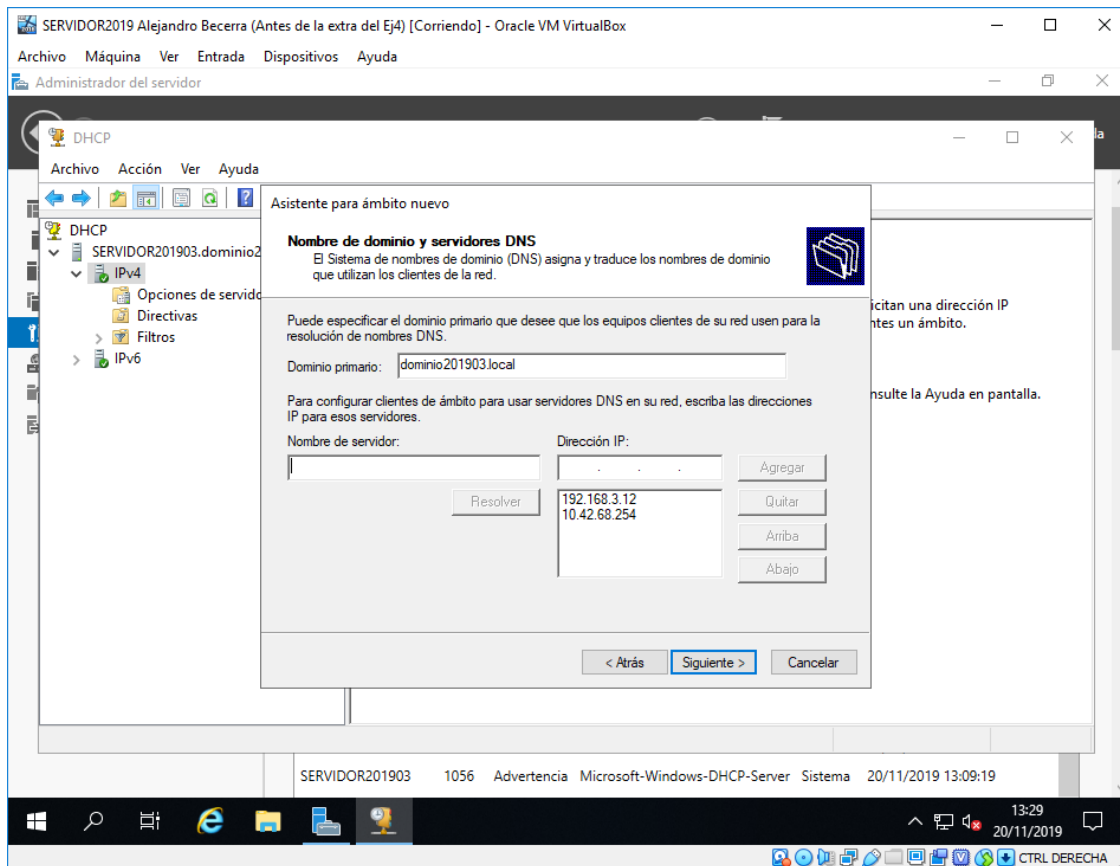 SERVIDOR2019 Alejandro Becerra (Antes de la extra del Ej4) [Corriendo] - Oracle VM VirtualBox
Archivo Máquina Ver Entrada Dispositivos Ayuda
Administrador del servidor
DHCP
Archivo Acción Ver Ayuda
DHCP
SERVIDOR201903.dominio2
IPv4
Opciones de servido
Directivas
Filtros
IPv6
Asistente para ámbito nuevo
Nombre de dominio y servidores DNS
El Sistema de nombres de dominio (DNS) asigna y traduce los nombres de dominio
que utilizan los clientes de la red.
Puede especificar el dominio primario que desee que los equipos clientes de su red usen para la
resolución de nombres DNS.
Dominio primario: dominio201903.local
Para configurar clientes de ámbito para usar servidores DNS en su red, escriba las direcciones
IP para esos servidores.
Nombre de servidor: Dirección IP:
. . . Agregar
Resolver 192.168.3.12 Quitar
10.42.68.254
Arriba
Abajo
< Atrás Siguiente > Cancelar
icitan una dirección IP
ntes un ámbito.
nsulte la Ayuda en pantalla.
da
SERVIDOR201903 1056 Advertencia Microsoft-Windows-DHCP-Server Sistema 20/11/2019 13:09:19
13:29
20/11/2019
CTRL DERECHA